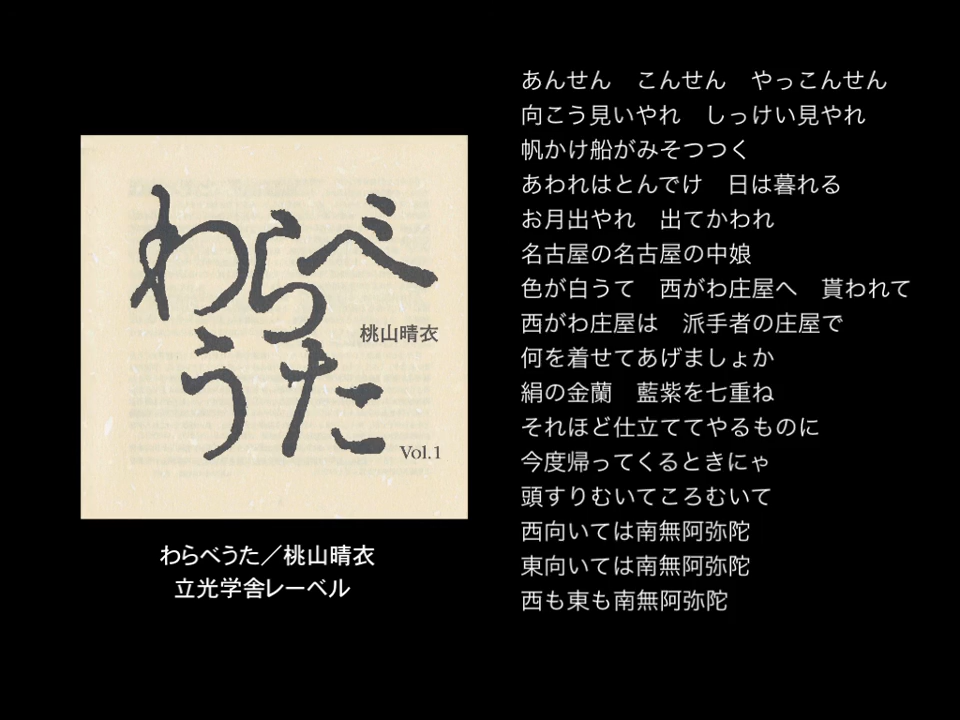 わらべ
うた
桃山晴衣
Vol.1
わらべうた／桃山晴衣
立光学舎レーベル
あんせん　こんせん　やっこんせん
向こう見いやれ　しっけい見やれ
帆かけ船がみそつつく
あわれはとんでけ　日は暮れる
お月出やれ　出てかわれ
名古屋の名古屋の中娘
色が白うて　西がわ庄屋へ　貰われて
西がわ庄屋は　派手者の庄屋で
何を着せてあげましょか
絹の金蘭　藍紫を七重ね
それほど仕立ててやるものに
今度帰ってくるときにゃ
頭すりむいてころむいて
西向いては南無阿弥陀
東向いては南無阿弥陀
西も東も南無阿弥陀